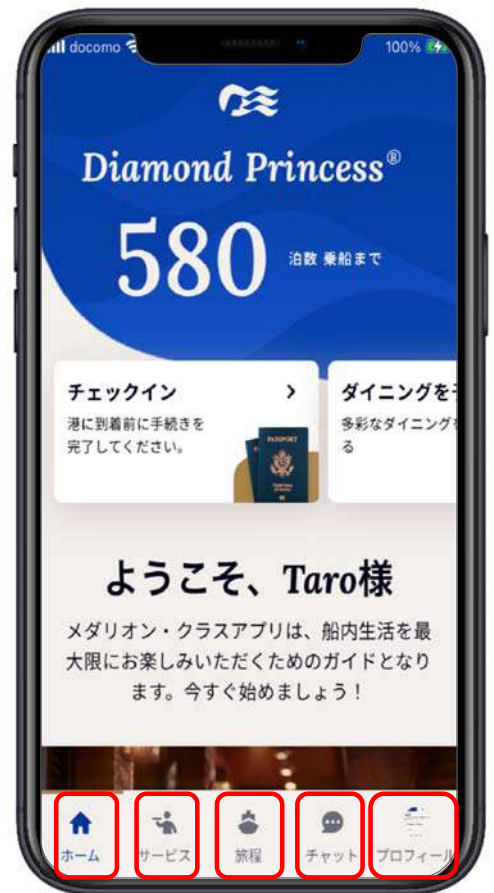 docomo
100%
Diamond Princess®
580 泊数 乗船まで
チェックイン
港に到着前に手続きを
完了してください。
PASSPORT
ダイニングを
多彩なダイニング
る
ようこそ、Taro様
メダリオン・クラスアプリは、船内生活を最
大限にお楽しみいただくためのガイドとなり
ます。今すぐ始めましょう！
ホーム サービス 旅程 チャット プロフィール